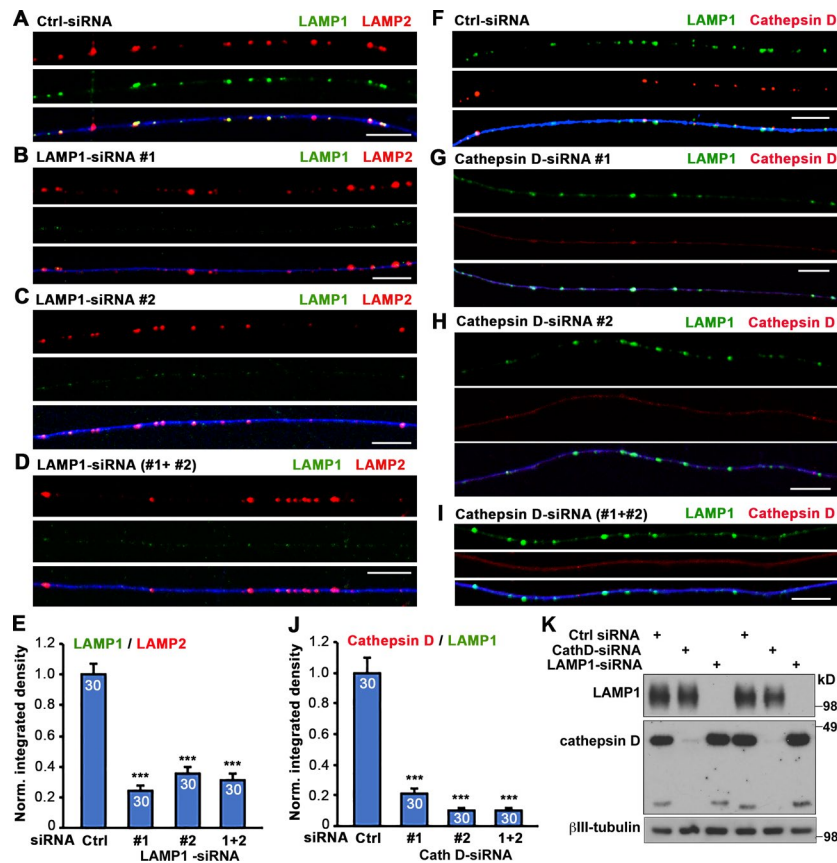 A Ctrl-siRNA LAMP1 LAMP2
B LAMP1-siRNA #1 LAMP1 LAMP2
C LAMP1-siRNA #2 LAMP1 LAMP2
D LAMP1-siRNA (#1+ #2) LAMP1 LAMP2
E LAMP1 / LAMP2
Norm. integrated density
1.2
1.0
0.8
0.6
0.4
0.2
0
30
***
30
***
30
***
30
siRNA Ctrl #1 #2 1+2
LAMP1 -siRNA
F Ctrl-siRNA LAMP1 Cathepsin D
G Cathepsin D-siRNA #1 LAMP1 Cathepsin D
H Cathepsin D-siRNA #2 LAMP1 Cathepsin D
I Cathepsin D-siRNA (#1+#2) LAMP1 Cathepsin D
J Cathepsin D / LAMP1
Norm. integrated density
1.2
1.0
0.8
0.6
0.4
0.2
0
30
***
30
***
30
***
30
siRNA Ctrl #1 #2 1+2
Cath D-siRNA
K Ctrl siRNA + +
CathD-siRNA + +
LAMP1-siRNA + +
kD
LAMP1
98
49
cathepsin D
βIII-tubulin
98